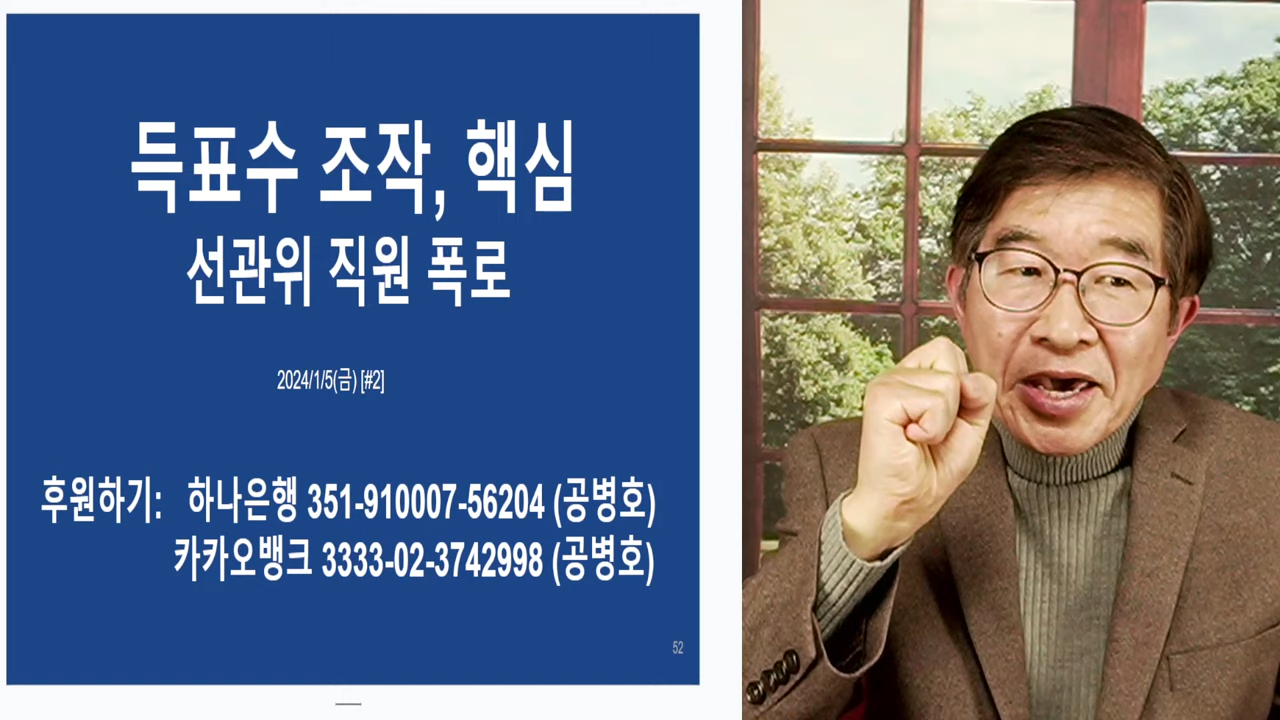 득표수 조작, 핵심
선관위 직원 폭로
2024/1/5(금) [#2]
후원하기: 하나은행 351-910007-56204 (공병호)
카카오뱅크 3333-02-3742998 (공병호)
52